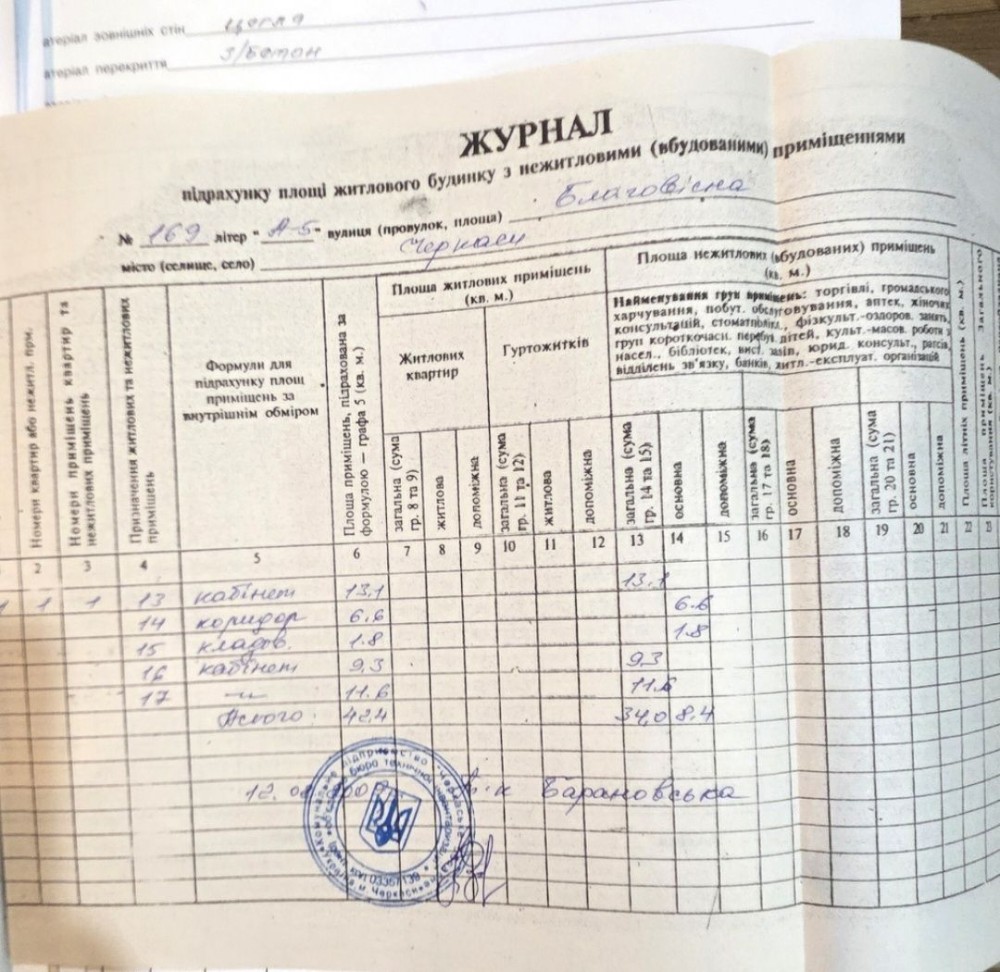 атеріал зовнішніх стін цегла
атеріал перекриття з/бетон
ЖУРНАЛ
підрахунку площі житлового будинку з нежитловими (вбудованими) приміщеннями
№ 169 літер "А-5" вулиця (провулок, площа) Благовісна
місто (селище, село) Черкаси
Номери квартир або нежитл. прм.
Номери приміщень квартир та нежитлових приміщень
Призначення житлових та нежитлових приміщень
Формули для
підрахунку площ
приміщень за
внутрішнім обміром
Площа приміщень, підрахована за
формулою — графа 5 (кв. м.)
Площа житлових приміщень
(кв. м.)
Житлових
квартир
Гуртожитків
Площа нежитлових (вбудованих) приміщень
(кв. м.)
Найменування груп приміщень: торгівлі, громадського
харчування, побут. обслуговування, аптек, жіночих
консультацій, стоматполікл., фізкульт.-оздоров. занять,
груп короткочасн. перебув. дітей, культ.-масов. роботи з
насел., бібліотек, вист. залів, юрид. консульт.,
відділень зв'язку, банків, житл.-експлуат. організацій
загальна (сума
гр. 8 та 9)
житлова
допоміжна
загальна (сума
гр. 11 та 12)
житлова
допоміжна
загальна (сума
гр. 14 та 15)
основна
допоміжна
загальна (сума
гр. 17 та 18)
основна
допоміжна
загальна (сума
гр. 20 та 21)
основна
допоміжна
Площа літніх приміщень (кв. м.)
2 3 4 5 6 7 8 9 10 11 12 13 14 15 16 17 18 19 20 21 22 23
1 1 1 13 кабінет 13,1 13,1
14 коридор 6,6 6.6
15 кладов. 1.8 1.8
16 кабінет 9,3 9,3
17 —"— 11.6 11.6
Всього 42,4 34,0 8,4
Барановська